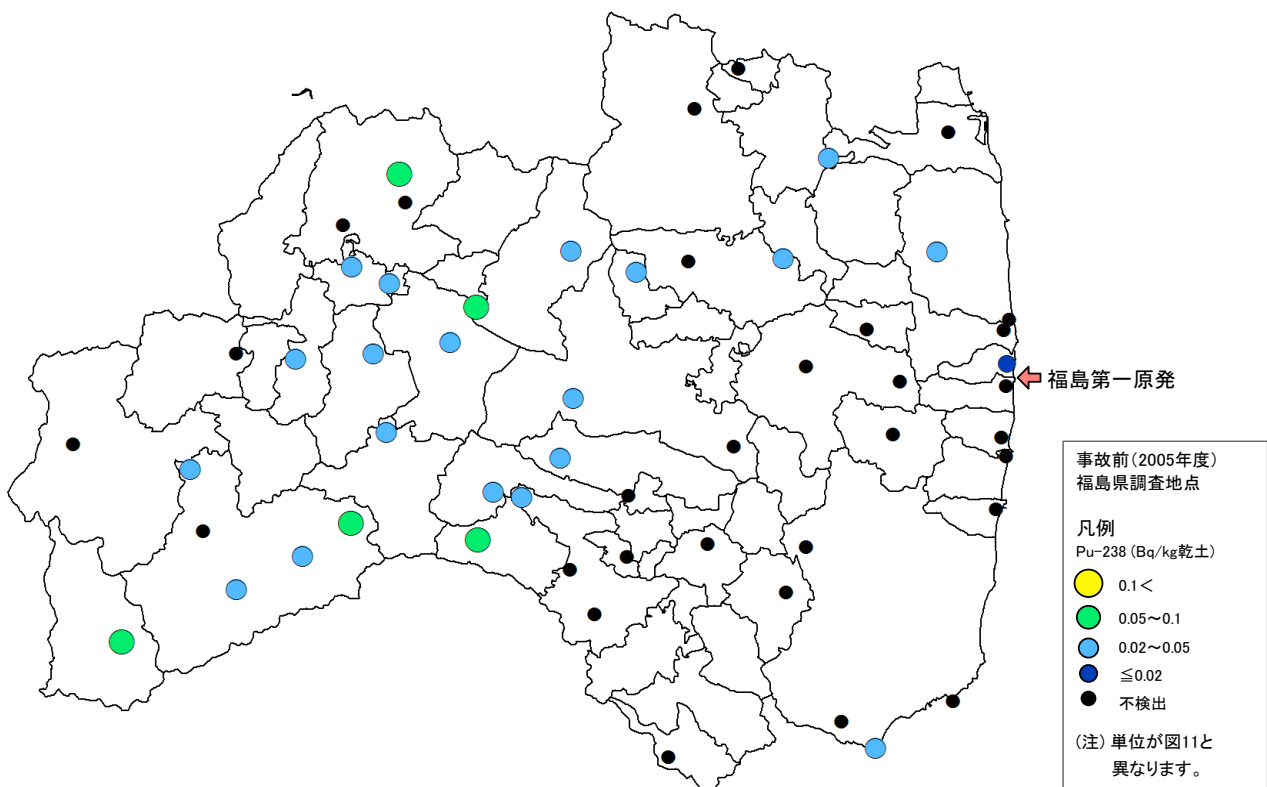 福島第一原発
事故前(2005年度)
福島県調査地点
凡例
Pu-238 (Bq/kg乾土)
0.1<
0.05~0.1
0.02~0.05
≦0.02
不検出
(注) 単位が図11と
異なります。